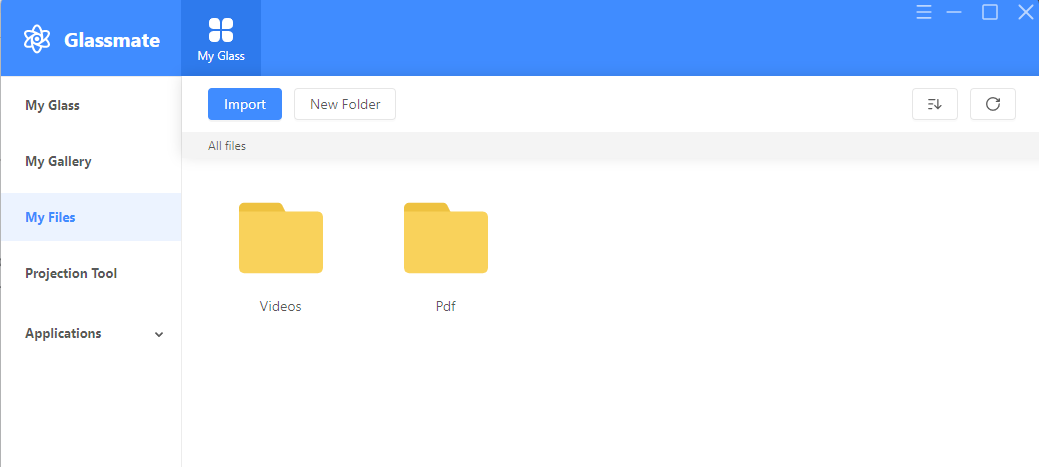 Glassmate
My Glass
My Glass
My Gallery
My Files
Projection Tool
Applications
Import
New Folder
All files
Videos
Pdf